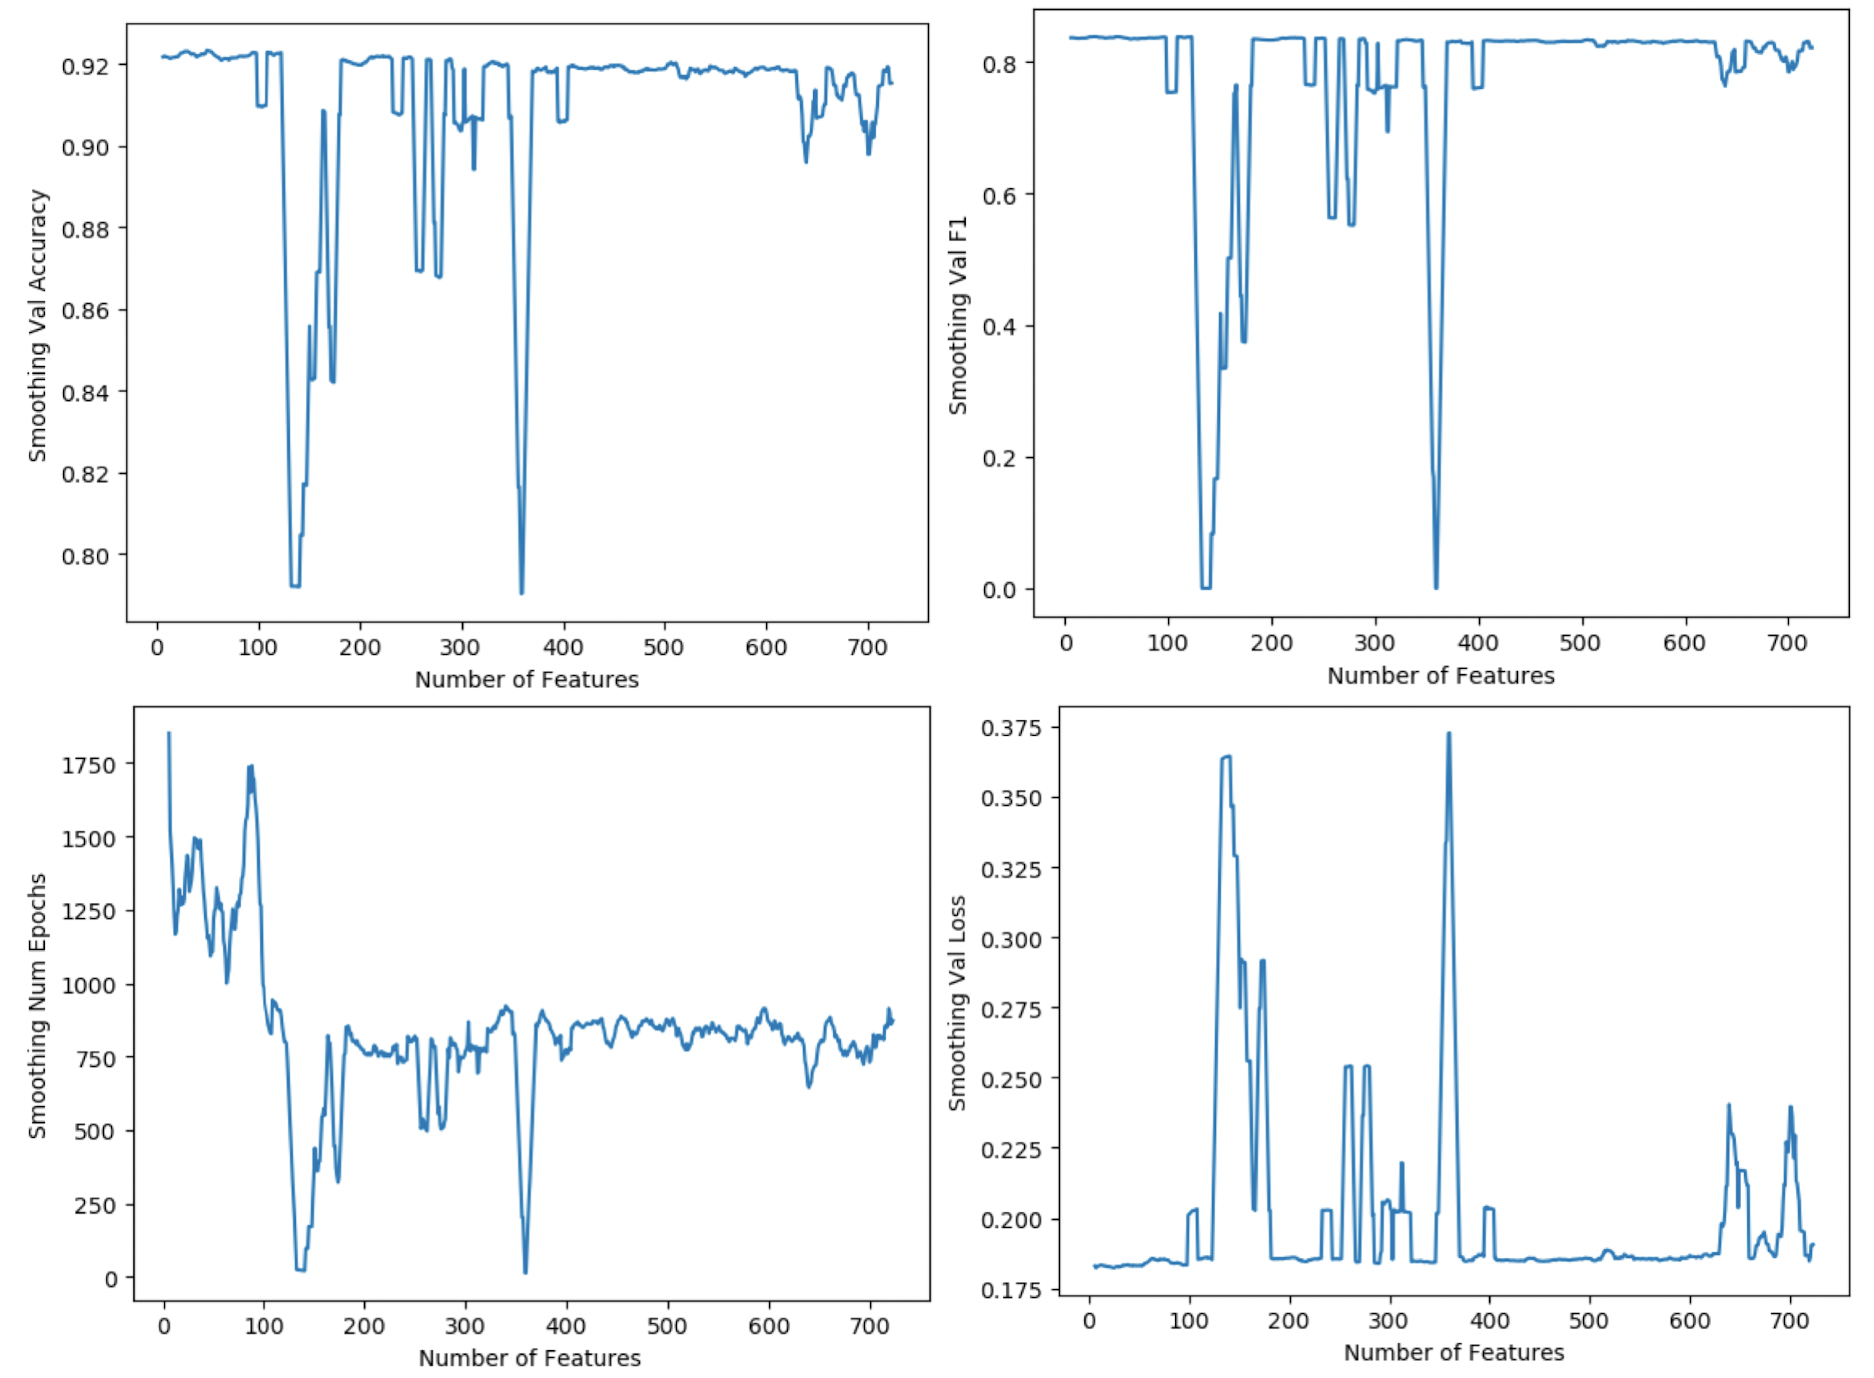 Smoothing Val Accuracy
0.92
0.90
0.88
0.86
0.84
0.82
0.80
0 100 200 300 400 500 600 700
Number of Features
Smoothing Val F1
0.8
0.6
0.4
0.2
0.0
0 100 200 300 400 500 600 700
Number of Features
Smoothing Num Epochs
1750
1500
1250
1000
750
500
250
0
0 100 200 300 400 500 600 700
Number of Features
Smoothing Val Loss
0.375
0.350
0.325
0.300
0.275
0.250
0.225
0.200
0.175
0 100 200 300 400 500 600 700
Number of Features